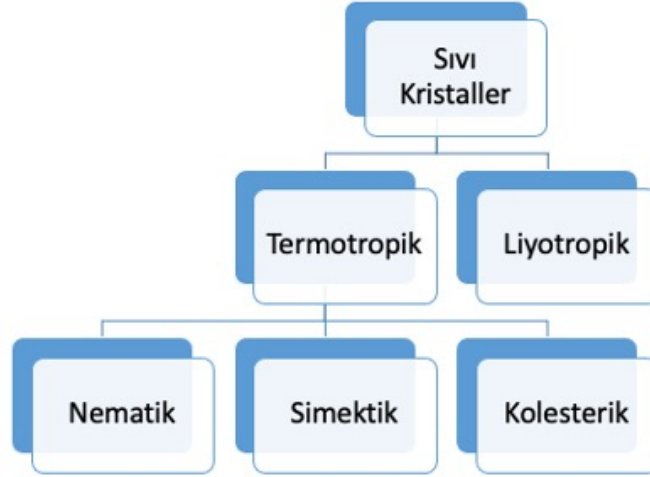 Sıvı
Kristaller
Termotropik
Liyotropik
Nematik
Simektik
Kolesterik